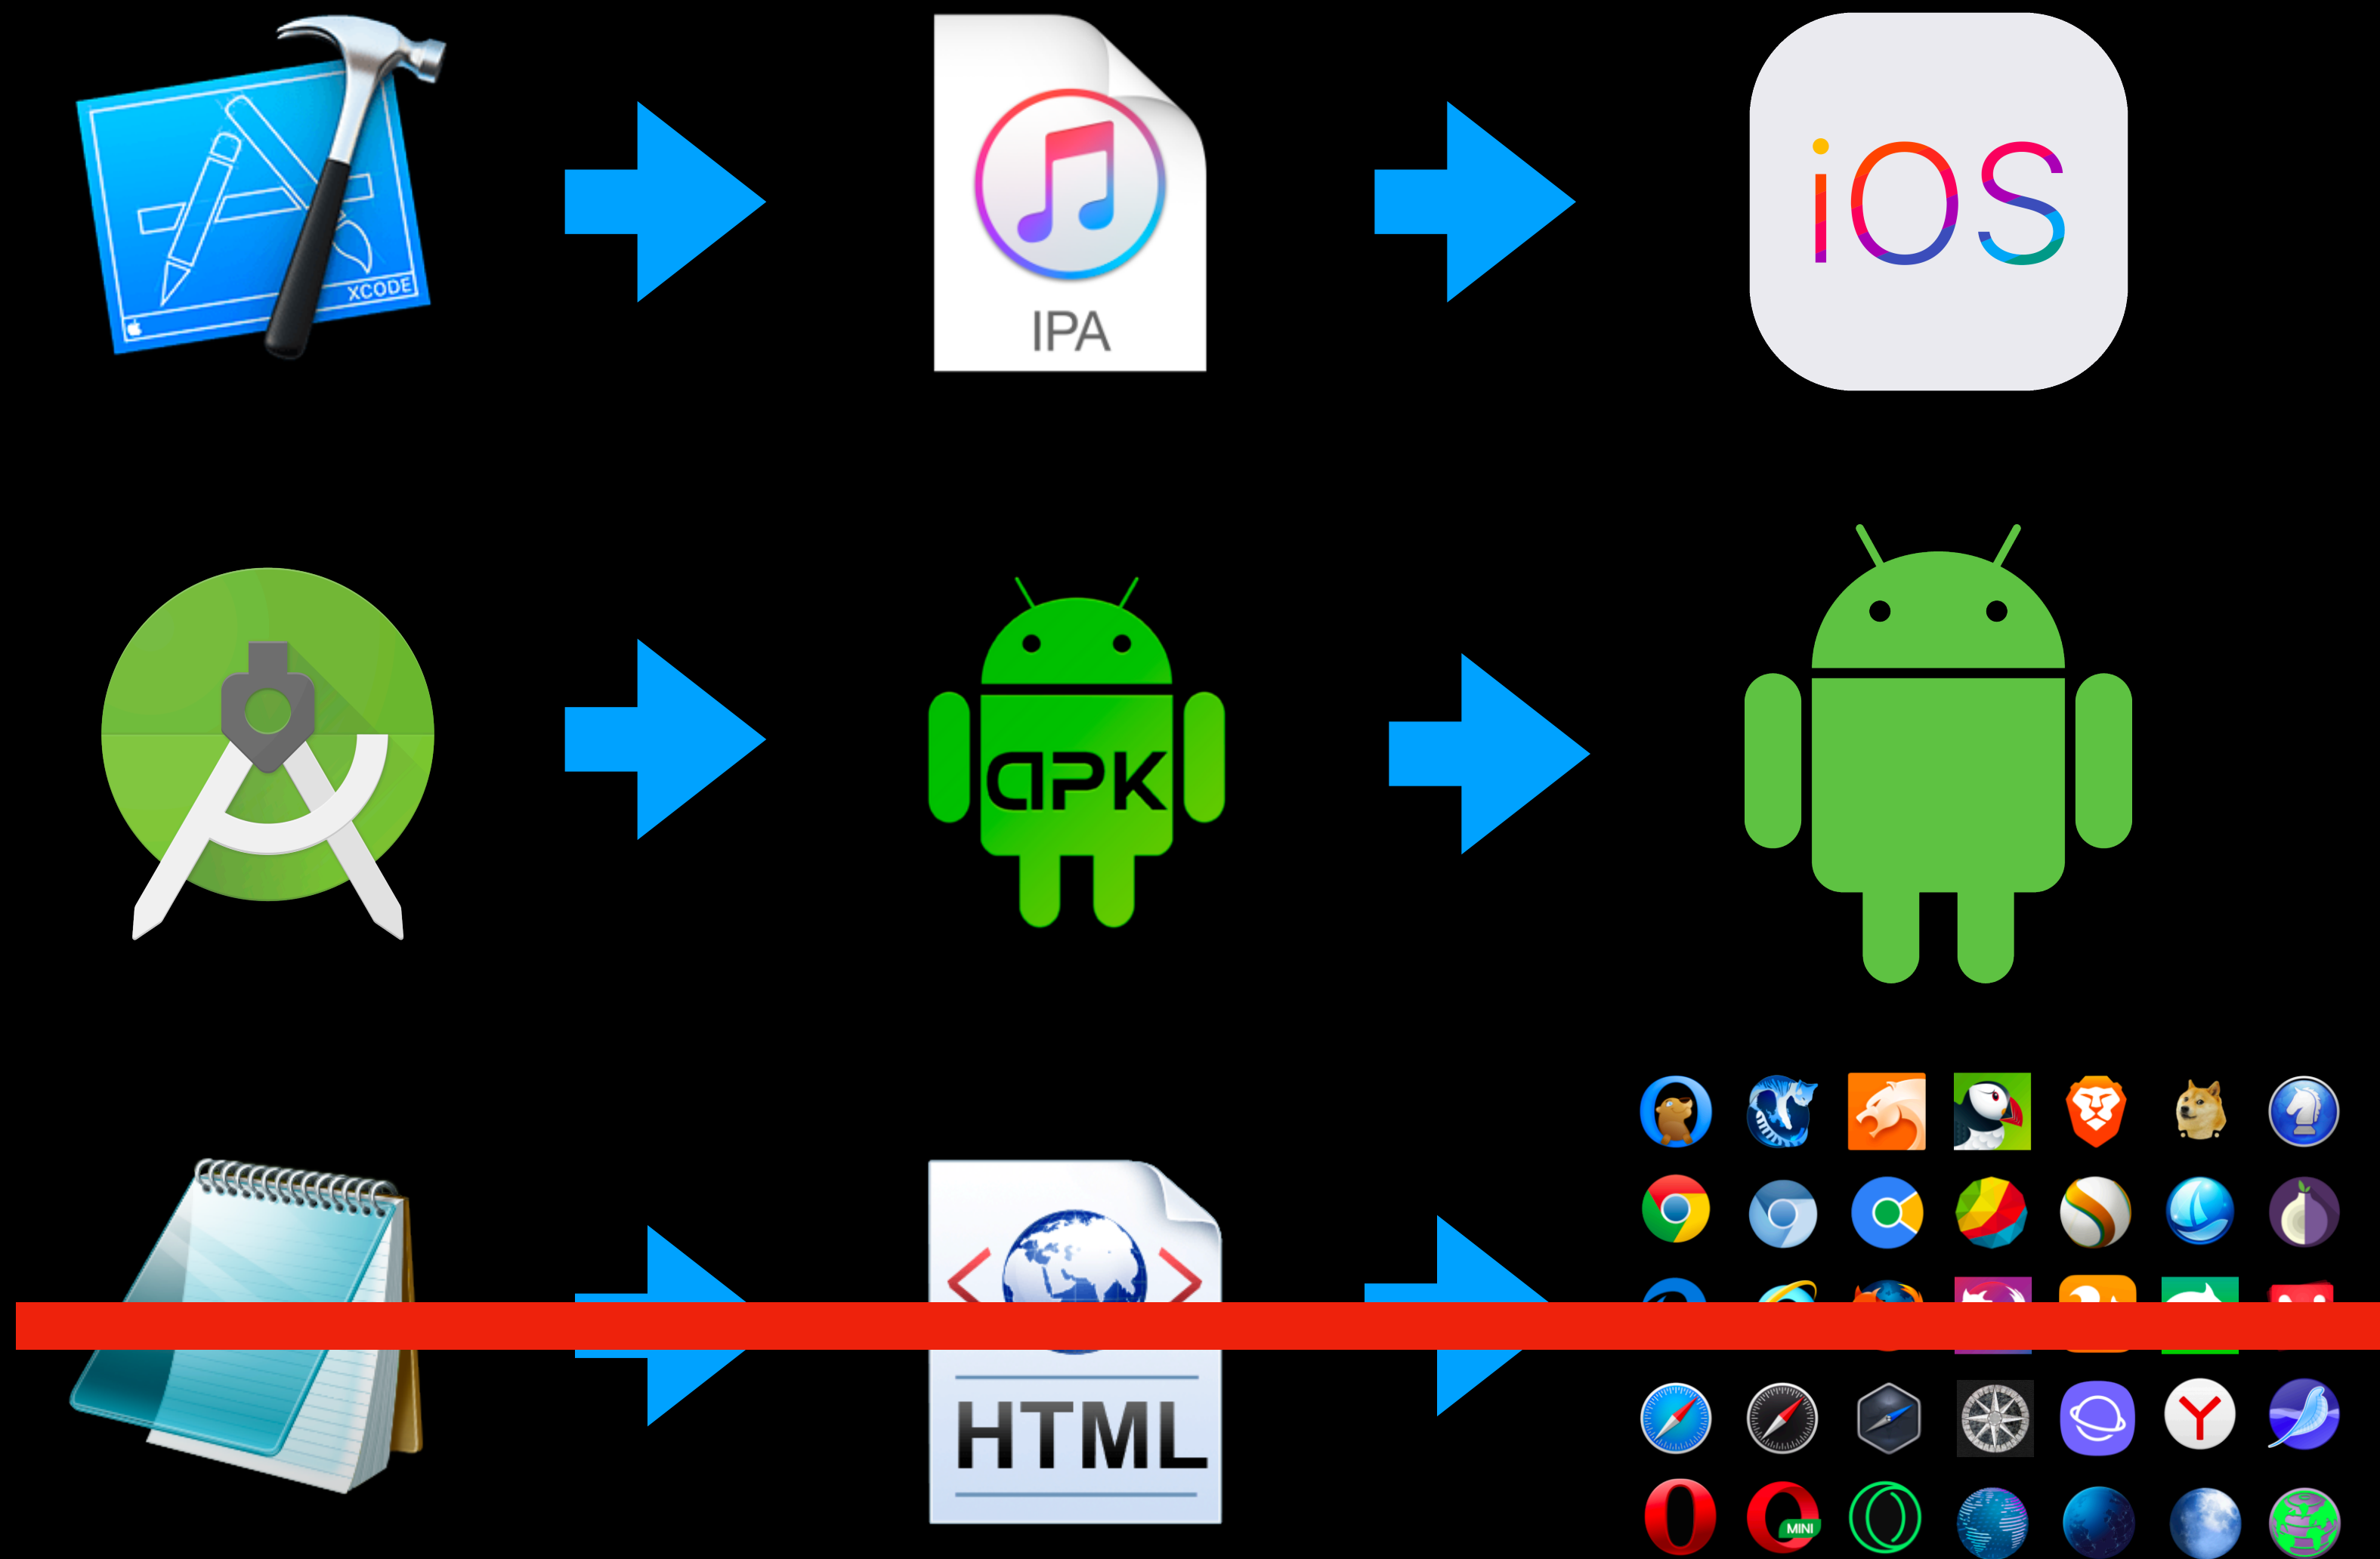 XCODE
IPA
iOS
APK
HTML
MINI